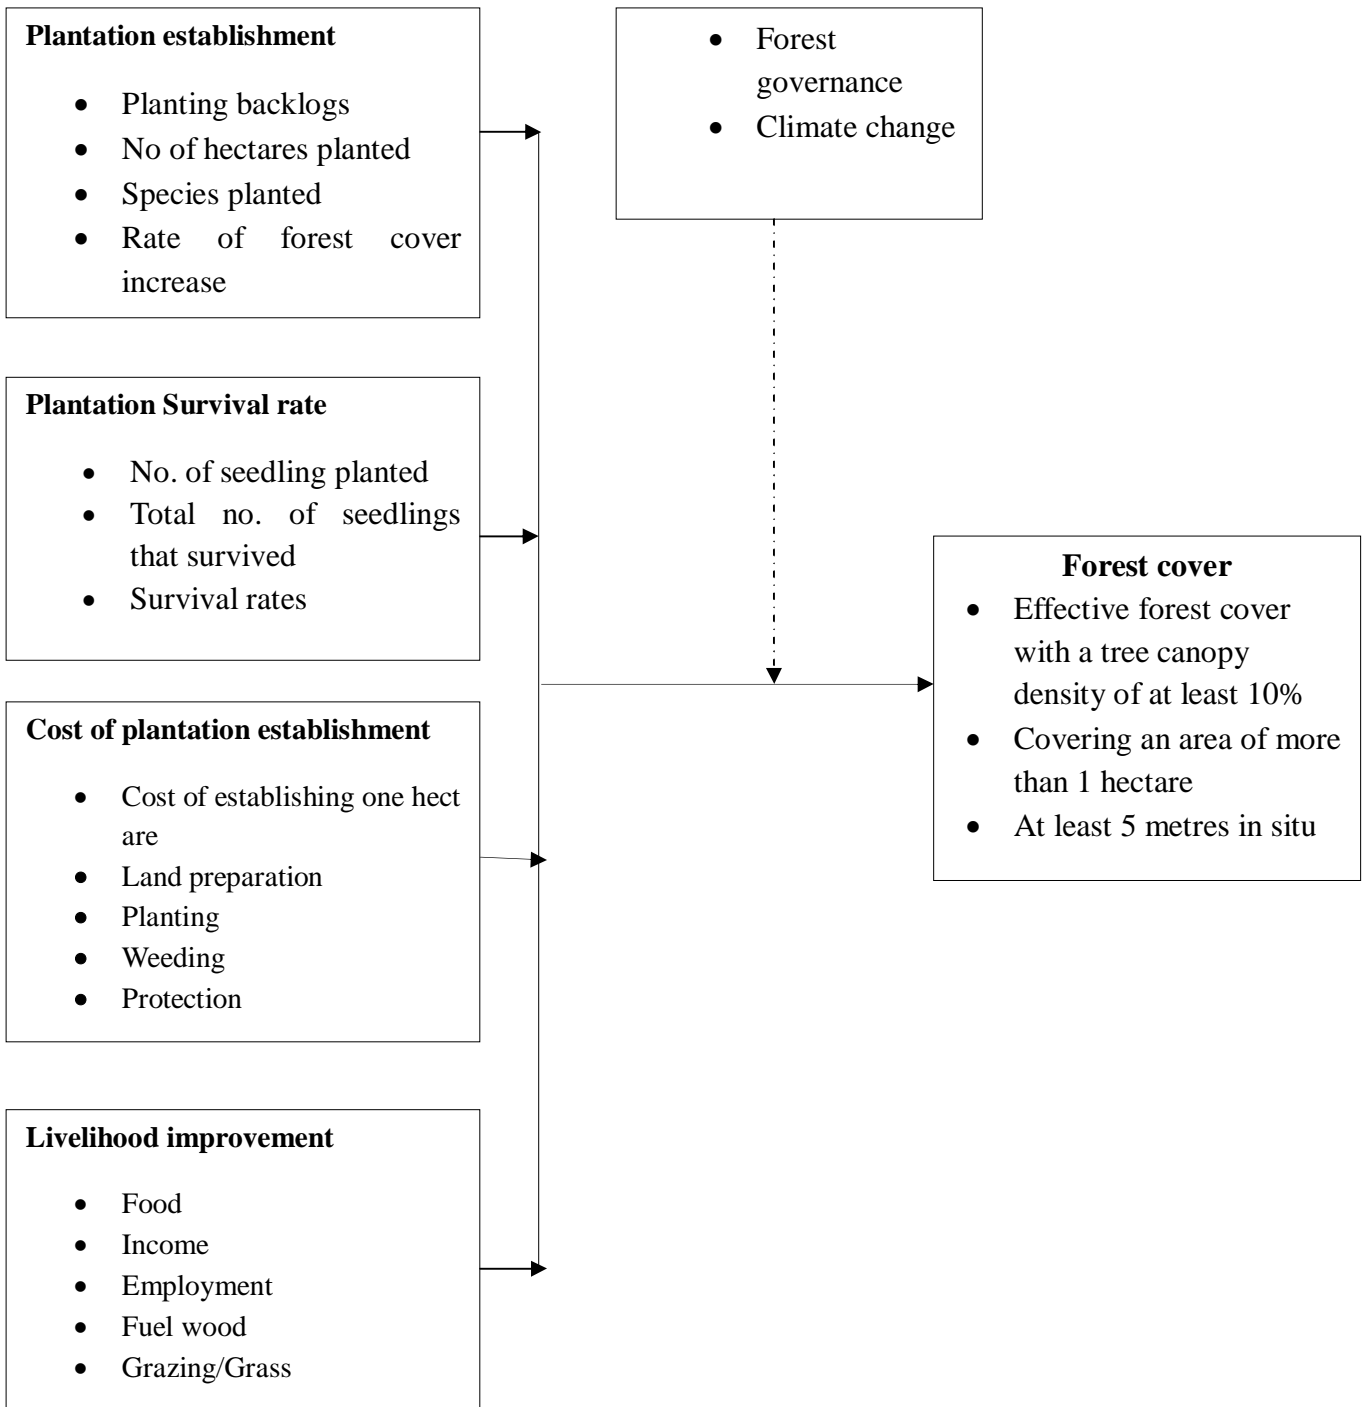 Plantation establishment
• Planting backlogs
• No of hectares planted
• Species planted
• Rate of forest cover
increase
• Forest
governance
• Climate change
Plantation Survival rate
• No. of seedling planted
• Total no. of seedlings
that survived
• Survival rates
Cost of plantation establishment
• Cost of establishing one hect
are
• Land preparation
• Planting
• Weeding
• Protection
Livelihood improvement
• Food
• Income
• Employment
• Fuel wood
• Grazing/Grass
Forest cover
• Effective forest cover
with a tree canopy
density of at least 10%
• Covering an area of more
than 1 hectare
• At least 5 metres in situ